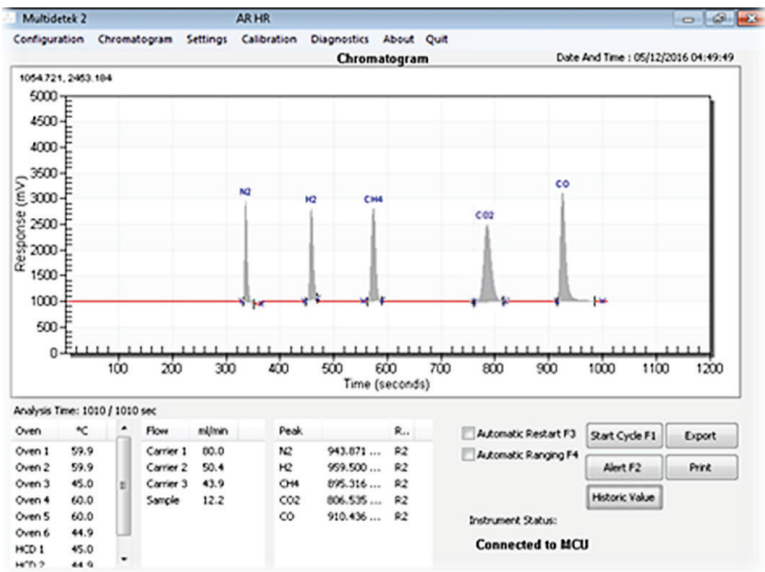 Multidetek 2 AR HR
Configuration Chromatogram Settings Calibration Diagnostics About Quit
Chromatogram Date And Time : 05/12/2016 04:49:49
1054.721, 2453.184
5000
4500
4000
3500
3000
2500
2000
1500
1000
500
0
Response (mV)
N2 H2 CH4 CO2 CO
100 200 300 400 500 600 700 800 900 1000 1100 1200
Time (seconds)
Analysis Time: 1010 / 1010 sec
Oven °C Flow ml/min Peak R..
Oven 1 59.9 Carrier 1 80.0 N2 943.871 ... R2
Oven 2 59.9 Carrier 2 50.4 H2 959.500 ... R2
Oven 3 45.0 Carrier 3 43.9 CH4 895.316 ... R2
Oven 4 60.0 Sample 12.2 CO2 806.535 ... R2
Oven 5 60.0 CO 910.436 ... R2
Oven 6 44.9
HCD 1 45.0
HCD 2 44.9
Automatic Restart F3 Start Cycle F1 Export
Automatic Ranging F4 Alert F2 Print
Historic Value
Instrument Status:
Connected to MCU